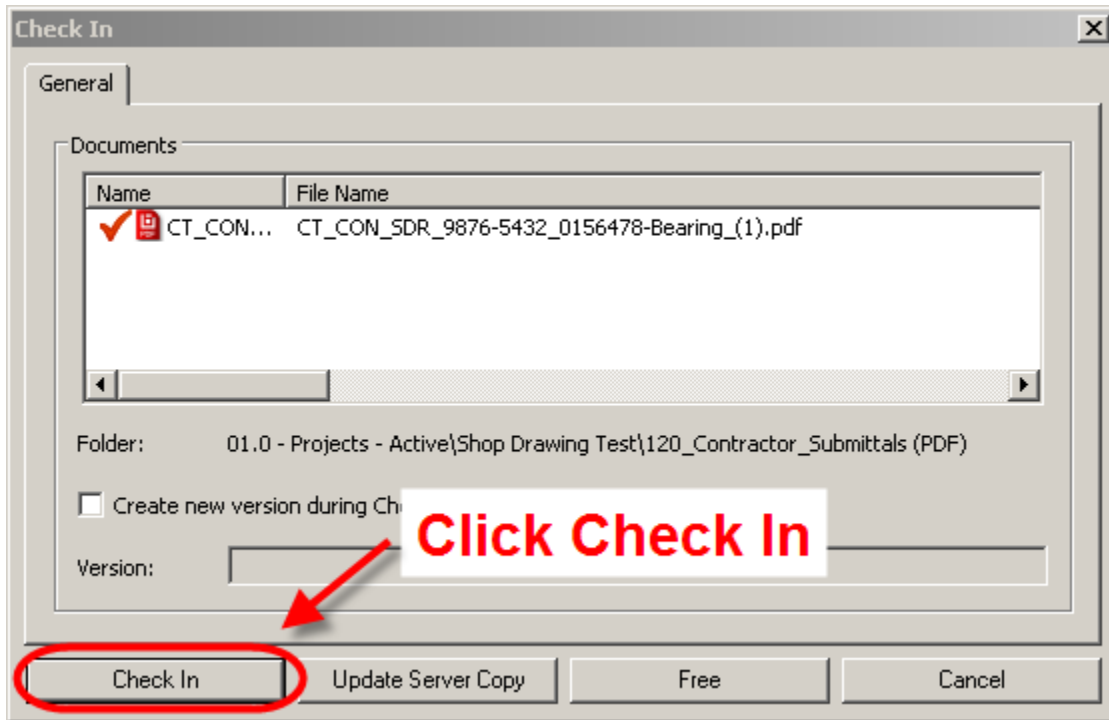 Check In
General
Documents
Name File Name
CT_CON... CT_CON_SDR_9876-5432_0156478-Bearing_(1).pdf
Folder: 01.0 - Projects - Active\Shop Drawing Test\120_Contractor_Submittals (PDF)
Create new version during Ch
Click Check In
Version:
Check In Update Server Copy Free Cancel